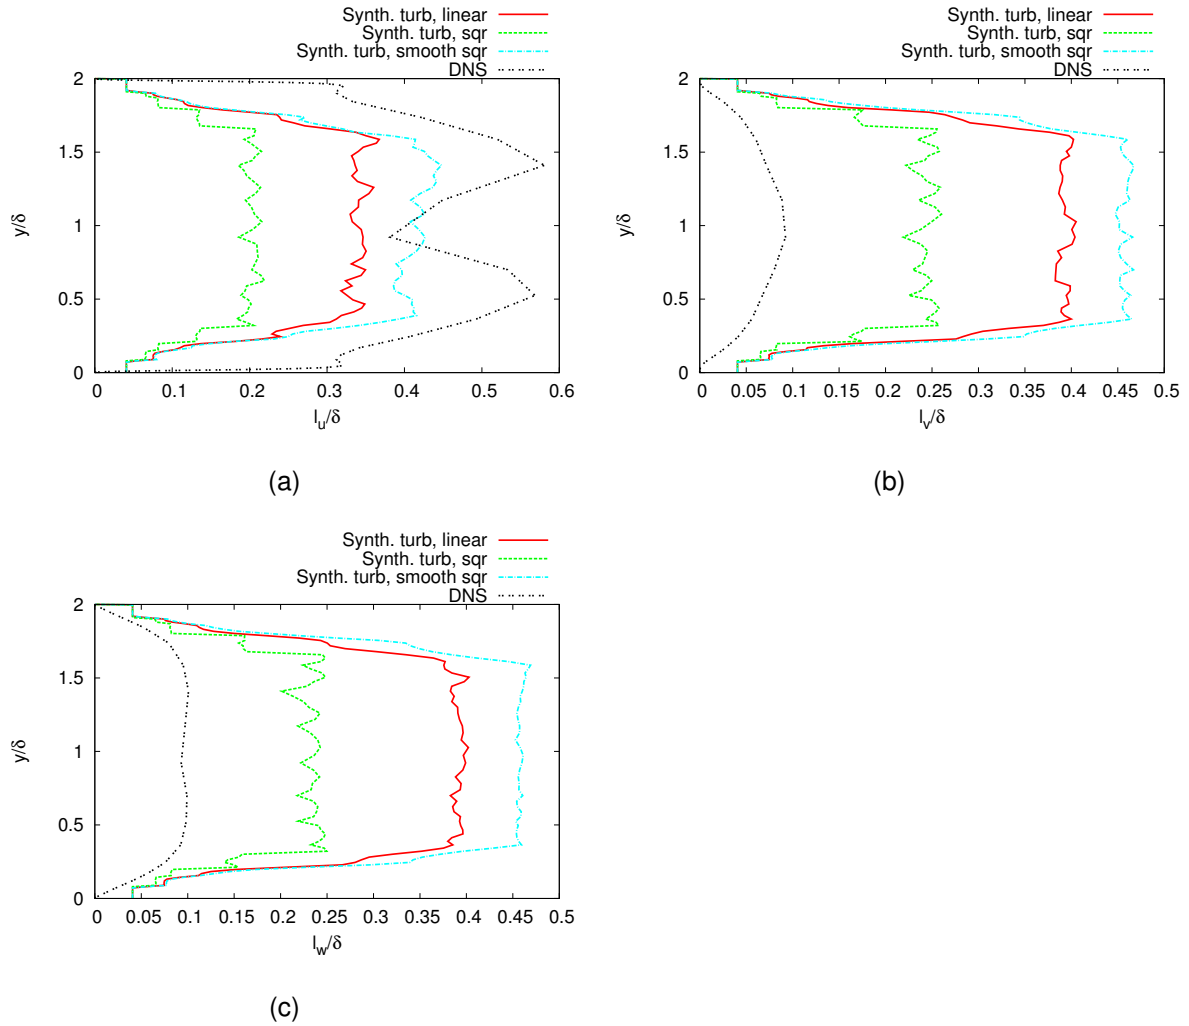 Synth. turb, linear
Synth. turb, sqr
Synth. turb, smooth sqr
DNS
2
1.5
1
0.5
0
y/δ
0 0.1 0.2 0.3 0.4 0.5 0.6
l_u/δ
(a)
Synth. turb, linear
Synth. turb, sqr
Synth. turb, smooth sqr
DNS
2
1.5
1
0.5
0
y/δ
0 0.05 0.1 0.15 0.2 0.25 0.3 0.35 0.4 0.45 0.5
l_v/δ
(b)
Synth. turb, linear
Synth. turb, sqr
Synth. turb, smooth sqr
DNS
2
1.5
1
0.5
0
y/δ
0 0.05 0.1 0.15 0.2 0.25 0.3 0.35 0.4 0.45 0.5
l_w/δ
(c)